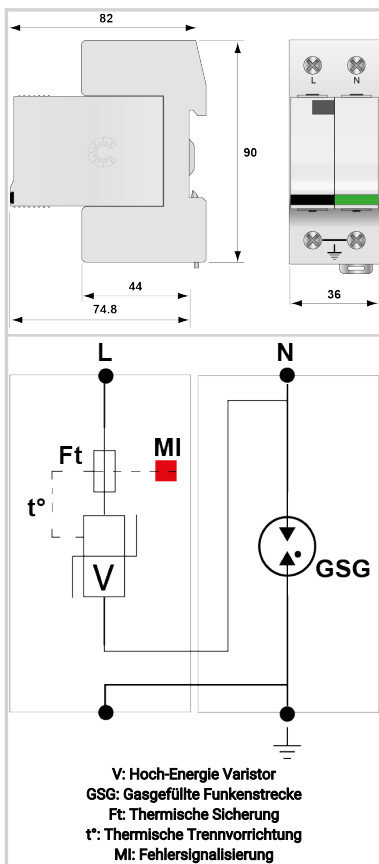 82
L
N
90
44
74.8
36
L
N
Ft
MI
t°
V
GSG
V: Hoch-Energie Varistor
GSG: Gasgefüllte Funkenstrecke
Ft: Thermische Sicherung
t°: Thermische Trennvorrichtung
MI: Fehlersignalisierung